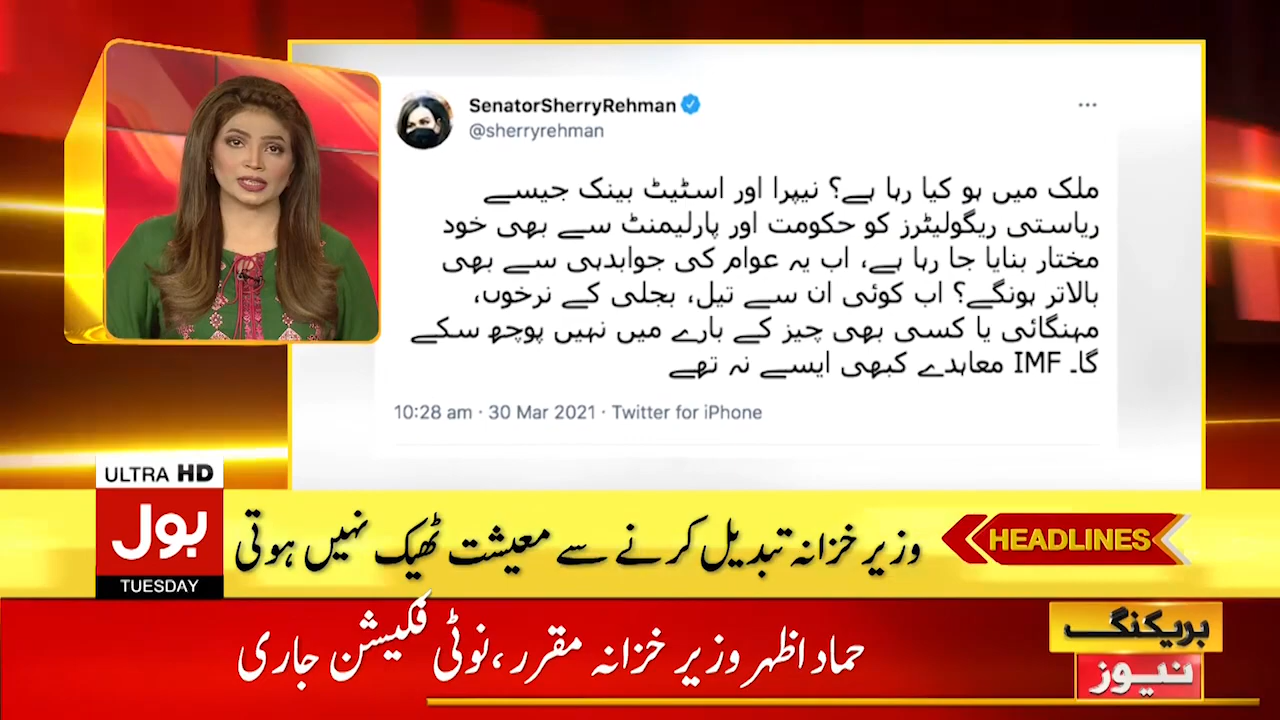 SenatorSherryRehman
@sherryrehman
ملک میں ہو کیا رہا ہے؟ نیپرا اور اسٹیٹ بینک جیسے
ریاستی ریگولیٹرز کو حکومت اور پارلیمنٹ سے بھی خود
مختار بنایا جا رہا ہے، اب یہ عوام کی جوابدہی سے بھی
بالاتر ہونگے؟ اب کوئی ان سے تیل، بجلی کے نرخوں،
مہنگائی یا کسی بھی چیز کے بارے میں نہیں پوچھ سکے
گا۔ IMF معاہدے کبھی ایسے نہ تھے
10:28 am · 30 Mar 2021 · Twitter for iPhone
ULTRA HD
بول
TUESDAY
HEADLINES
وزیر خزانہ تبدیل کرنے سے معیشت ٹھیک نہیں ہوتی
بریکنگ
نیوز
حماد اظہر وزیر خزانہ مقرر، نوٹی فکیشن جاری